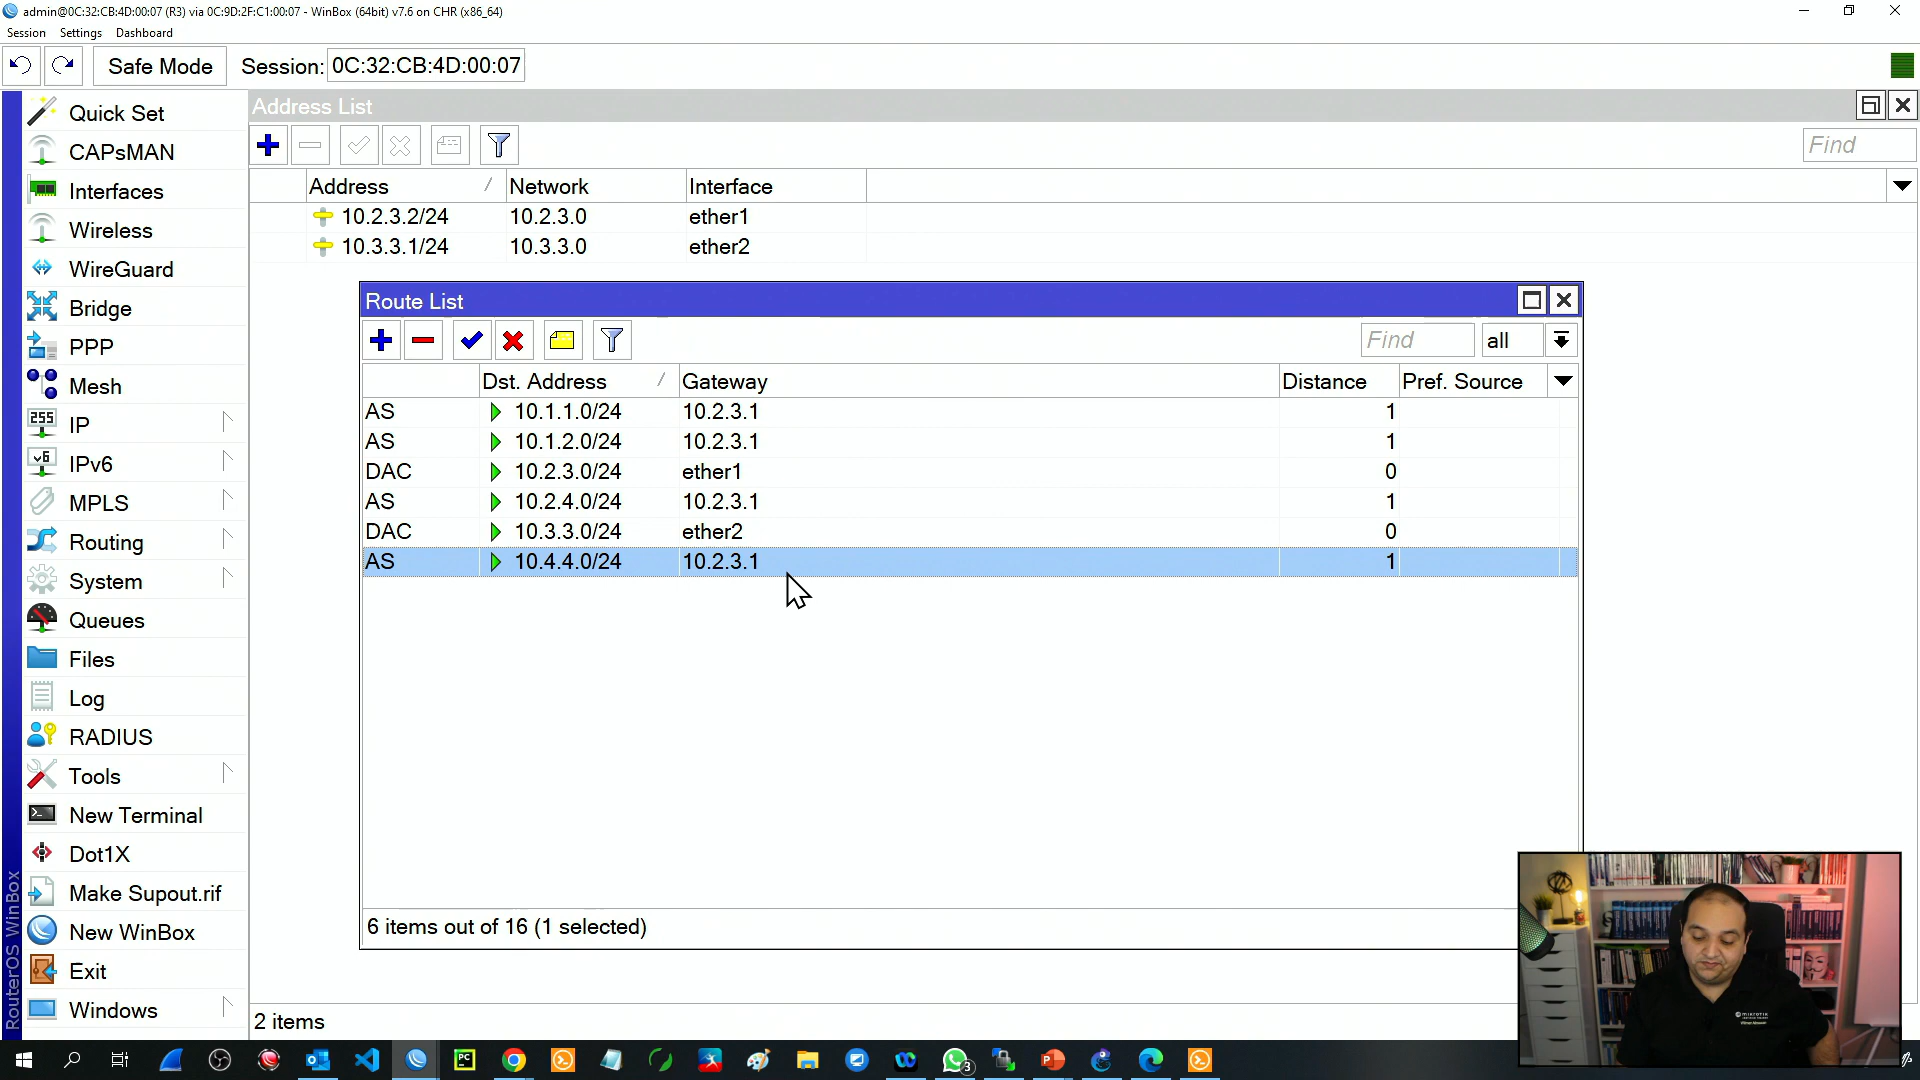 admin@0C:32:CB:4D:00:07 (R3) via 0C:9D:2F:C1:00:07 - WinBox (64bit) v7.6 on CHR (x86_64)
Session Settings Dashboard
Safe Mode Session: 0C:32:CB:4D:00:07
Quick Set
CAPsMAN
Interfaces
Wireless
WireGuard
Bridge
PPP
Mesh
255 IP
v6 IPv6
MPLS
Routing
System
Queues
Files
Log
RADIUS
Tools
New Terminal
Dot1X
Make Supout.rif
New WinBox
Exit
Windows
RouterOS WinBox
Address List
Find
Address Network Interface
10.2.3.2/24 10.2.3.0 ether1
10.3.3.1/24 10.3.3.0 ether2
Route List
Find all
Dst. Address Gateway Distance Pref. Source
AS 10.1.1.0/24 10.2.3.1 1
AS 10.1.2.0/24 10.2.3.1 1
DAC 10.2.3.0/24 ether1 0
AS 10.2.4.0/24 10.2.3.1 1
DAC 10.3.3.0/24 ether2 0
AS 10.4.4.0/24 10.2.3.1 1
6 items out of 16 (1 selected)
2 items
MikroTik
PC
3